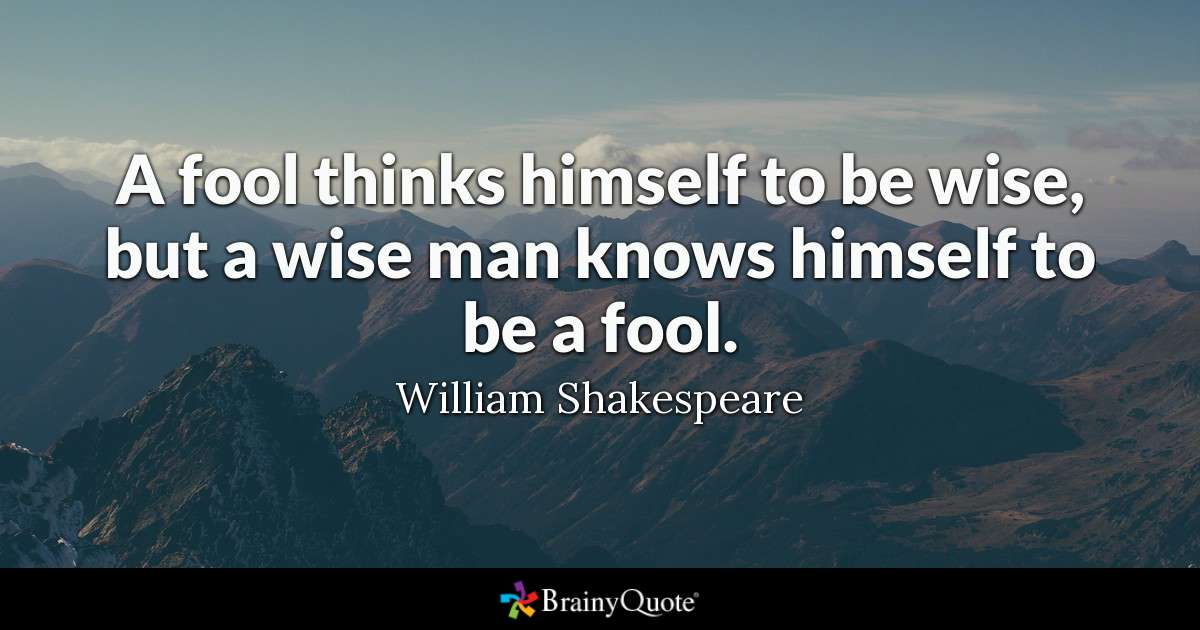 A fool thinks himself to be wise,
but a wise man knows himself to
be a fool.
William Shakespeare
BrainyQuote®